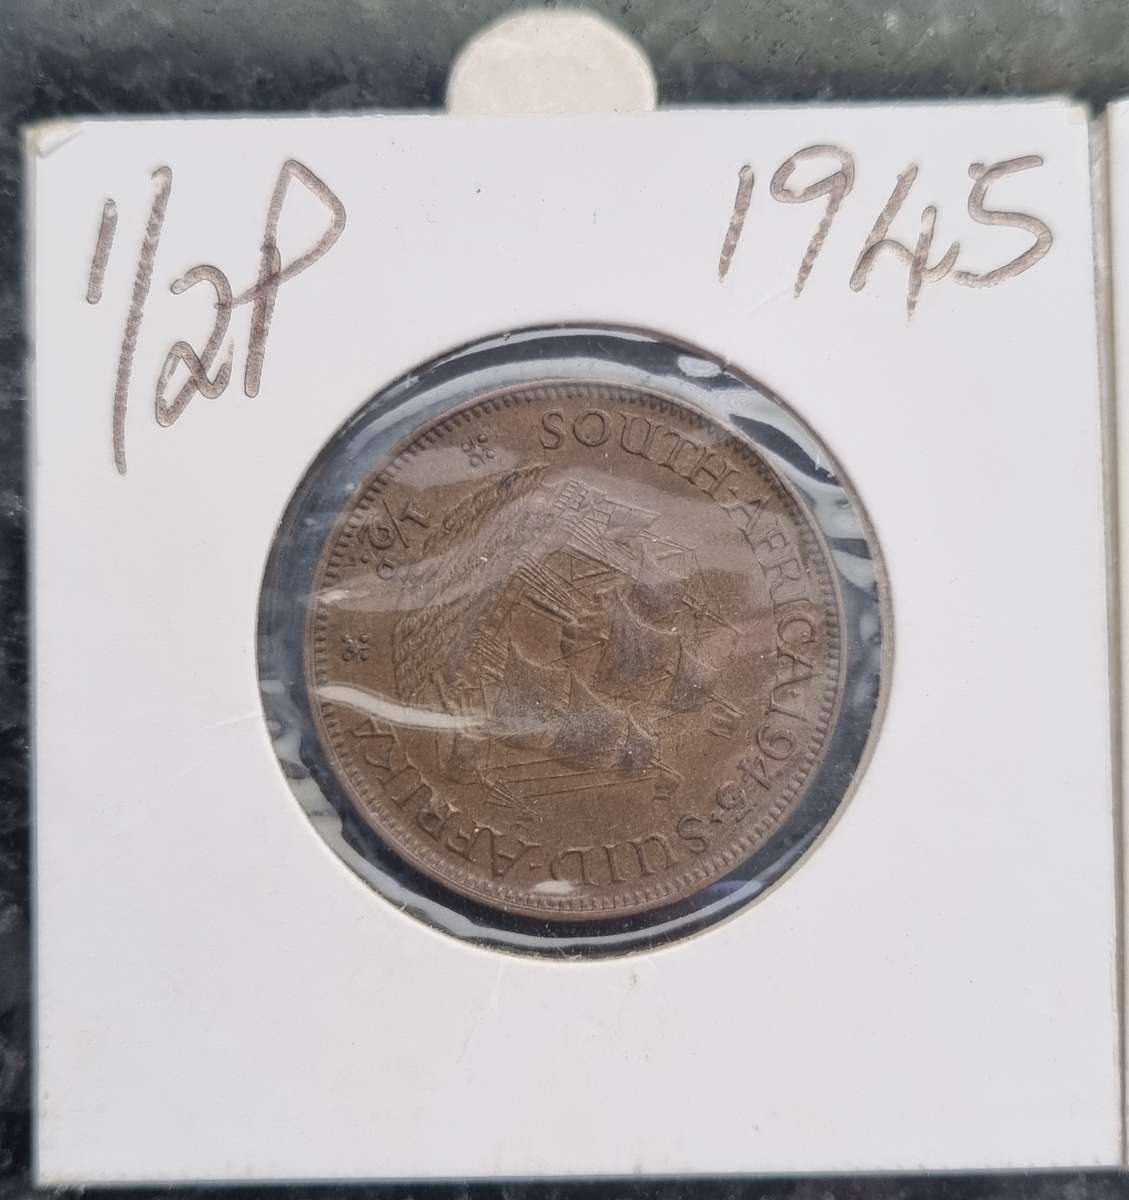 1/2P 1945
SOUTH·AFRICA·1945·SUID·AFRIKA
1/2D